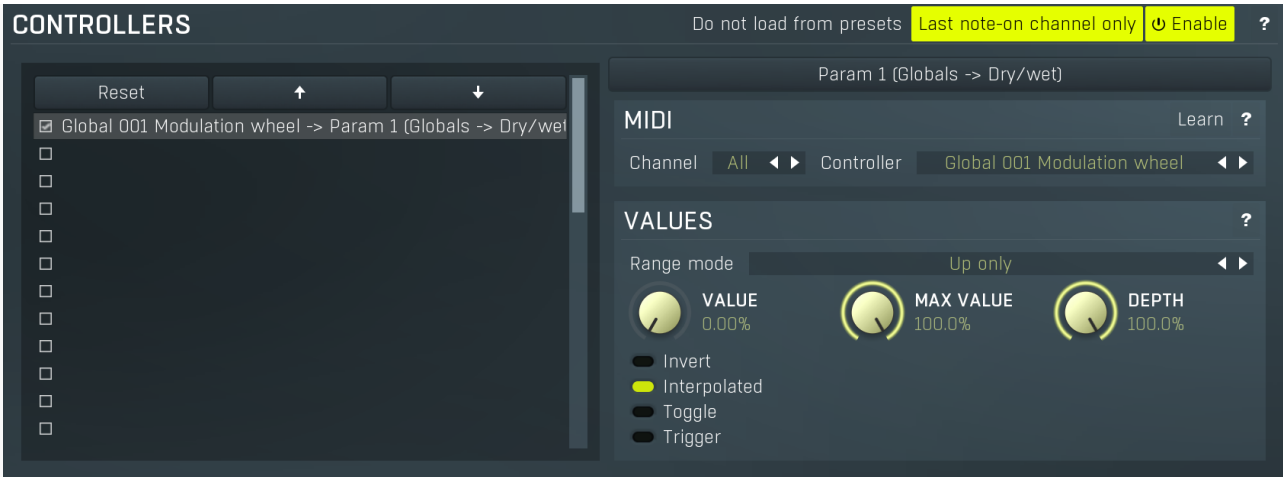 CONTROLLERS
Do not load from presets Last note-on channel only Enable ?
Reset
Global 001 Modulation wheel -> Param 1 (Globals -> Dry/wet
Param 1 (Globals -> Dry/wet)
MIDI Learn ?
Channel All Controller Global 001 Modulation wheel
VALUES ?
Range mode Up only
VALUE
0.00%
MAX VALUE
100.0%
DEPTH
100.0%
Invert
Interpolated
Toggle
Trigger